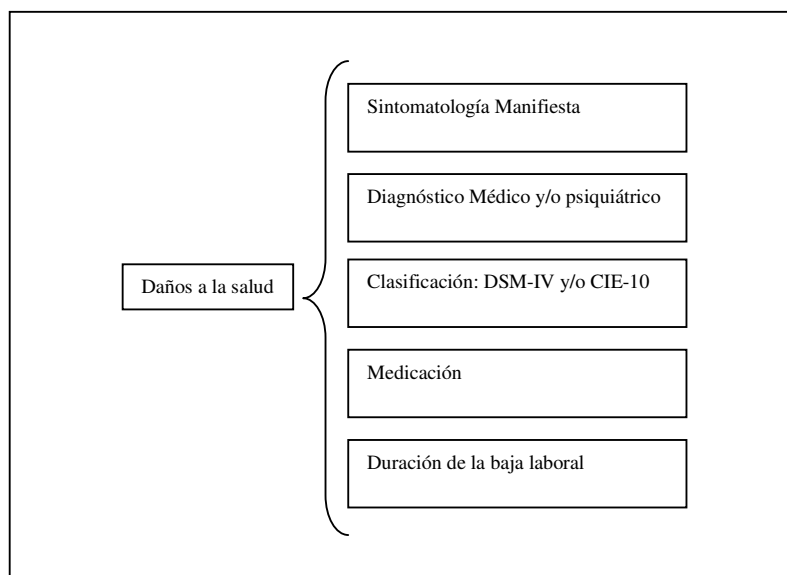 Sintomatología Manifiesta
Diagnóstico Médico y/o psiquiátrico
Daños a la salud
Clasificación: DSM-IV y/o CIE-10
Medicación
Duración de la baja laboral